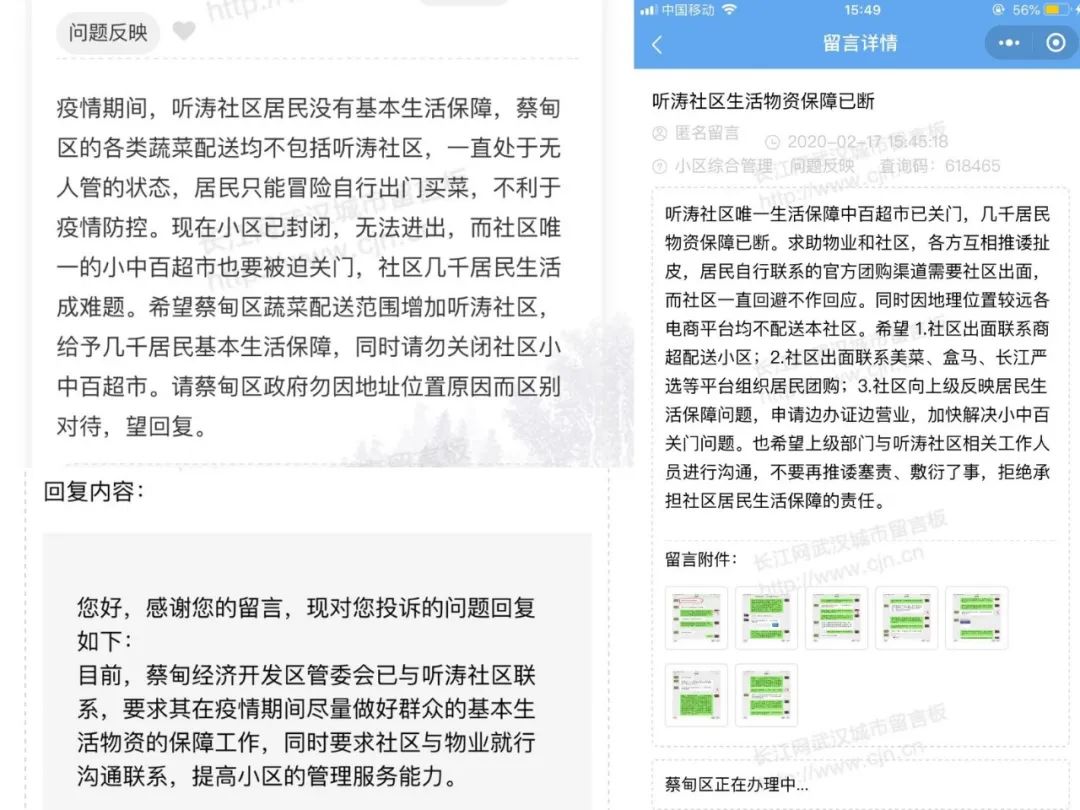 问题反映
疫情期间，听涛社区居民没有基本生活保障，蔡甸
区的各类蔬菜配送均不包括听涛社区，一直处于无
人管的状态，居民只能冒险自行出门买菜，不利于
疫情防控。现在小区已封闭，无法进出，而社区唯
一的小中百超市也要被迫关门，社区几千居民生活
成难题。希望蔡甸区蔬菜配送范围增加听涛社区，
给予几千居民基本生活保障，同时请勿关闭社区小
中百超市。请蔡甸区政府勿因地址位置原因而区别
对待，望回复。
回复内容：
您好，感谢您的留言，现对您投诉的问题回复
如下：
目前，蔡甸经济开发区管委会已与听涛社区联
系，要求其在疫情期间尽量做好群众的基本生
活物资的保障工作，同时要求社区与物业就行
沟通联系，提高小区的管理服务能力。
中国移动 15:49 56%
留言详情
听涛社区生活物资保障已断
匿名留言 2020-02-17 15:45:18
小区综合管理 问题反映 查询码：618465
听涛社区唯一生活保障中百超市已关门，几千居民
物资保障已断。求助物业和社区，各方互相推诿扯
皮，居民自行联系的官方团购渠道需要社区出面，
而社区一直回避不作回应。同时因地理位置较远各
电商平台均不配送本社区。希望 1.社区出面联系商
超配送小区；2.社区出面联系美菜、盒马、长江严
选等平台组织居民团购；3.社区向上级反映居民生
活保障问题，申请边办证边营业，加快解决小中百
关门问题。也希望上级部门与听涛社区相关工作人
员进行沟通，不要再推诿塞责、敷衍了事，拒绝承
担社区居民生活保障的责任。
留言附件：
蔡甸区正在办理中...
长江网武汉城市留言板
http://www.cjn.cn